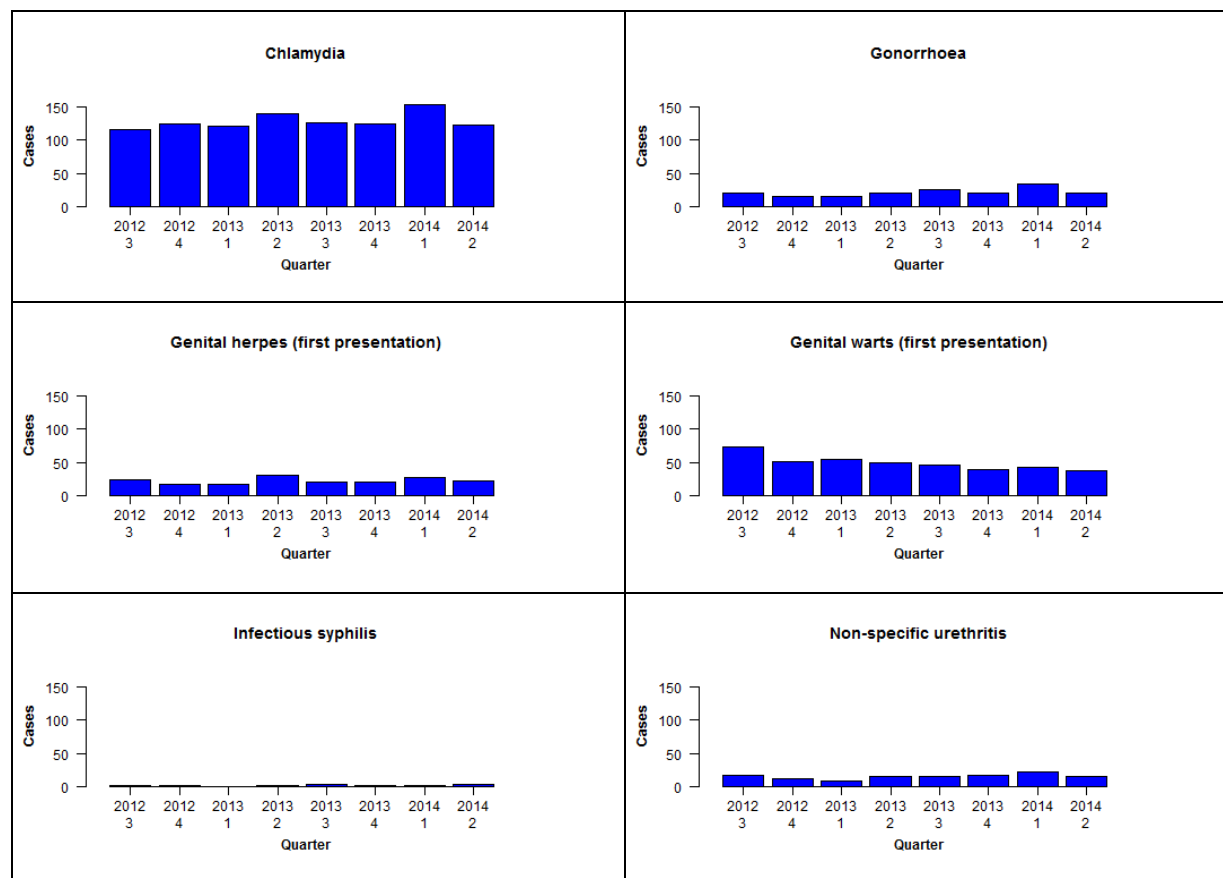 Chlamydia
Cases
150
100
50
0
2012 2012 2013 2013 2013 2013 2014 2014
3 4 1 2 3 4 1 2
Quarter
Gonorrhoea
Cases
150
100
50
0
2012 2012 2013 2013 2013 2013 2014 2014
3 4 1 2 3 4 1 2
Quarter
Genital herpes (first presentation)
Cases
150
100
50
0
2012 2012 2013 2013 2013 2013 2014 2014
3 4 1 2 3 4 1 2
Quarter
Genital warts (first presentation)
Cases
150
100
50
0
2012 2012 2013 2013 2013 2013 2014 2014
3 4 1 2 3 4 1 2
Quarter
Infectious syphilis
Cases
150
100
50
0
2012 2012 2013 2013 2013 2013 2014 2014
3 4 1 2 3 4 1 2
Quarter
Non-specific urethritis
Cases
150
100
50
0
2012 2012 2013 2013 2013 2013 2014 2014
3 4 1 2 3 4 1 2
Quarter